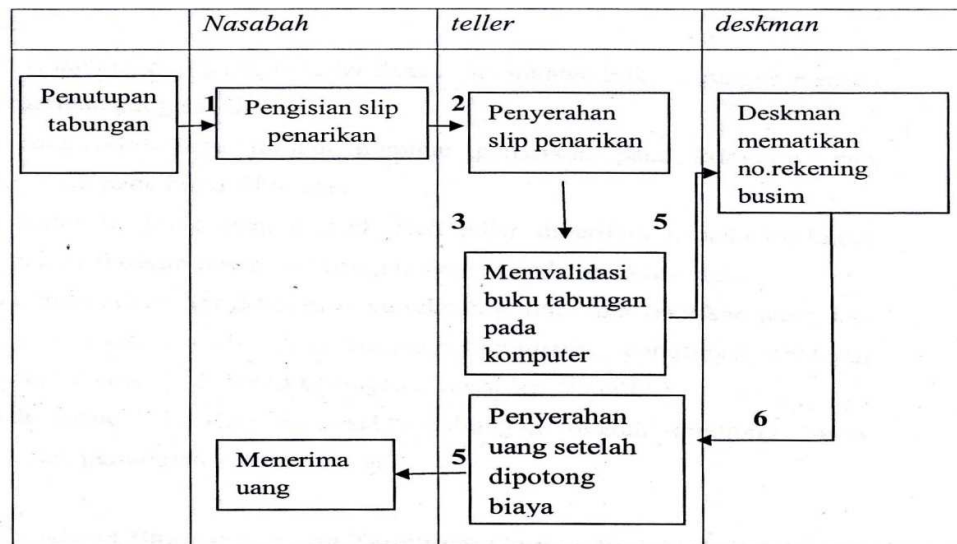 Nasabah
teller
deskman
Penutupan
tabungan
1
Pengisian slip
penarikan
2
Penyerahan
slip penarikan
Deskman
mematikan
no.rekening
busim
3
5
Memvalidasi
buku tabungan
pada
komputer
6
Penyerahan
uang setelah
dipotong
biaya
5
Menerima
uang